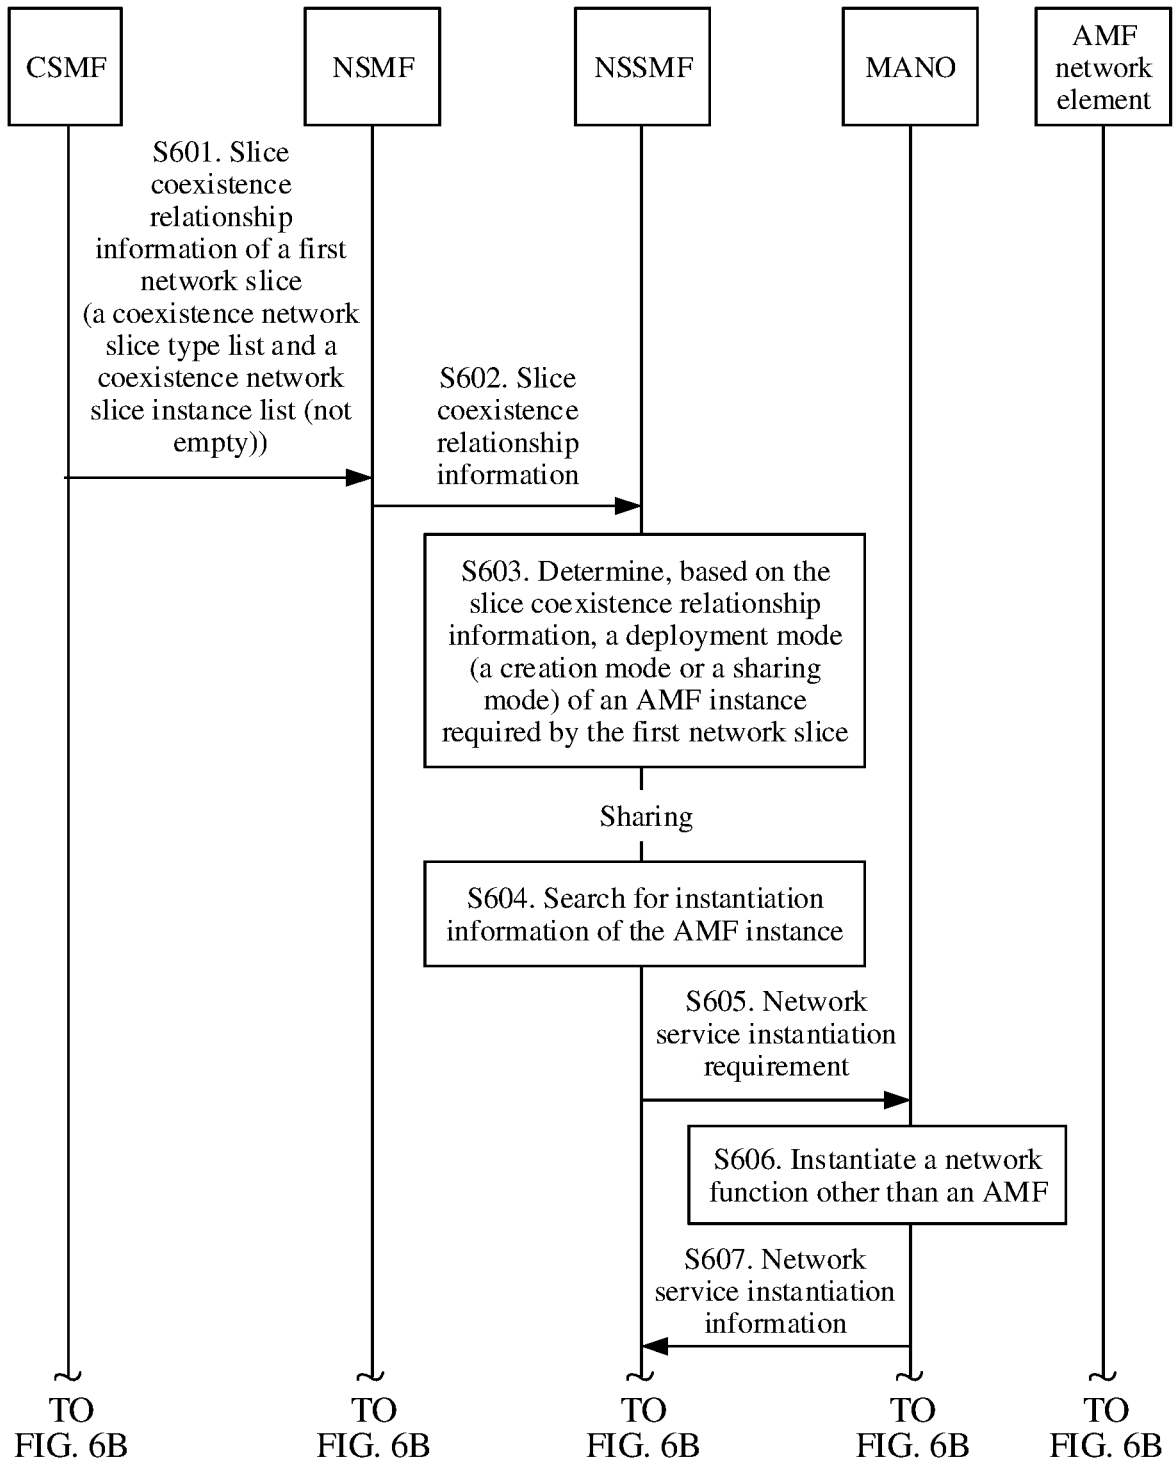 CSMF
NSMF
NSSMF
MANO
AMF
network
element
S601. Slice
coexistence
relationship
information of a first
network slice
(a coexistence network
slice type list and a
coexistence network
slice instance list (not
empty))
S602. Slice
coexistence
relationship
information
S603. Determine, based on the
slice coexistence relationship
information, a deployment mode
(a creation mode or a sharing
mode) of an AMF instance
required by the first network slice
Sharing
S604. Search for instantiation
information of the AMF instance
S605. Network
service instantiation
requirement
S606. Instantiate a network
function other than an AMF
S607. Network
service instantiation
information
TO
FIG. 6B
TO
FIG. 6B
TO
FIG. 6B
TO
FIG. 6B
TO
FIG. 6B